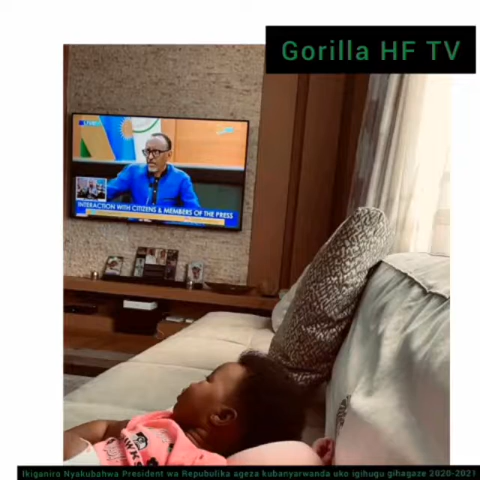 Gorilla HF TV
INTERACTION WITH CITIZENS & MEMBERS OF THE PRESS
Ikiganiro Nyakubahwa President wa Repubulika ageza kubanyarwanda uko igihugu gihagaze 2020-2021